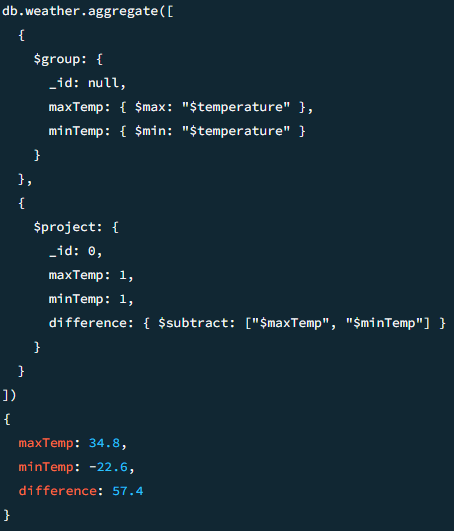 db.weather.aggregate([
  {
    $group: {
      _id: null,
      maxTemp: { $max: "$temperature" },
      minTemp: { $min: "$temperature" }
    }
  },
  {
    $project: {
      _id: 0,
      maxTemp: 1,
      minTemp: 1,
      difference: { $subtract: ["$maxTemp", "$minTemp"] }
    }
  }
])
{
  maxTemp: 34.8,
  minTemp: -22.6,
  difference: 57.4
}